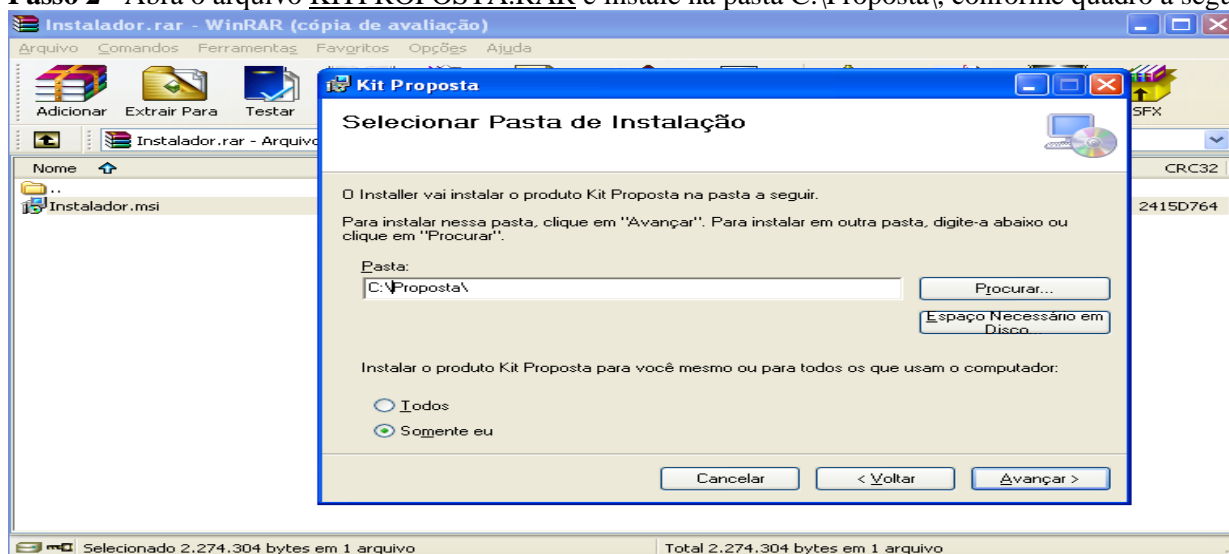 Passo 2 - Abra o arquivo KITPROPOSTA.RAR e instale na pasta C:\Proposta\, conforme quadro a segu
Instalador.rar - WinRAR (cópia de avaliação)
Arquivo Comandos Ferramentas Favoritos Opções Ajuda
Adicionar Extrair Para Testar SFX
Instalador.rar - Arquivo
Nome CRC32
..
Instalador.msi 2415D764
Kit Proposta
Selecionar Pasta de Instalação
O Installer vai instalar o produto Kit Proposta na pasta a seguir.
Para instalar nessa pasta, clique em "Avançar". Para instalar em outra pasta, digite-a abaixo ou
clique em "Procurar".
Pasta:
C:\Proposta\ Procurar...
Espaço Necessário em
Disco...
Instalar o produto Kit Proposta para você mesmo ou para todos os que usam o computador:
Todos
Somente eu
Cancelar < Voltar Avançar >
Selecionado 2.274.304 bytes em 1 arquivo Total 2.274.304 bytes em 1 arquivo